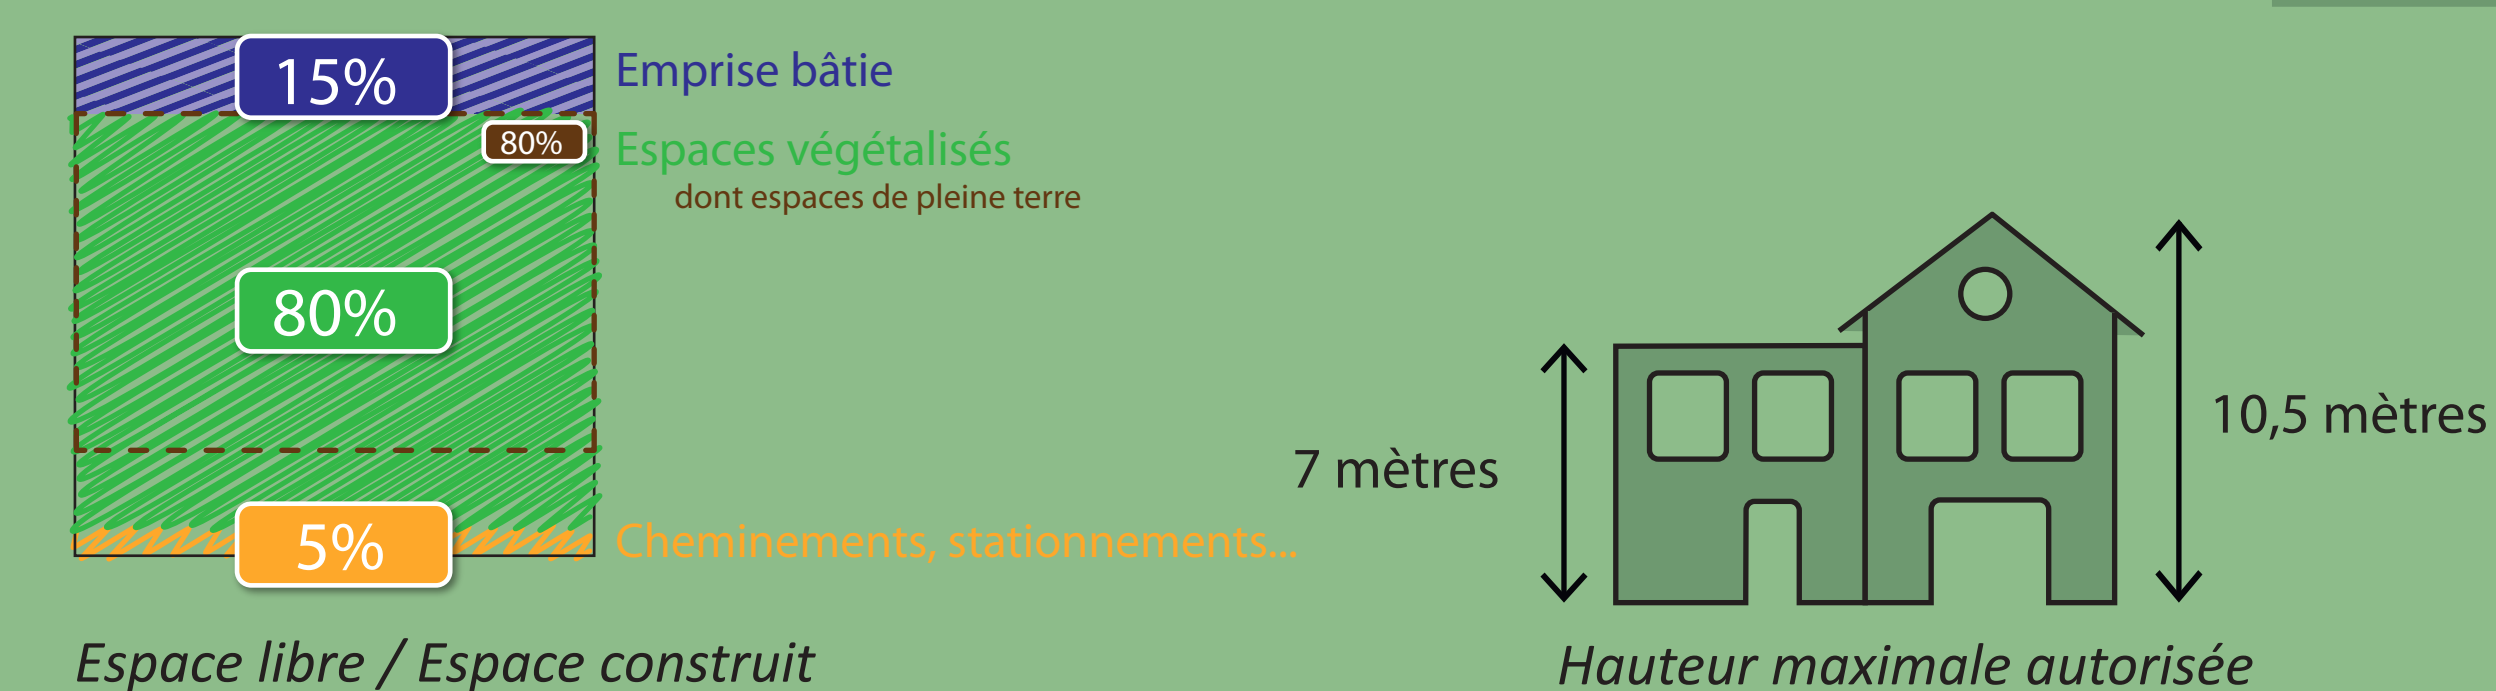 15%
Emprise bâtie
80%
Espaces végétalisés
dont espaces de pleine terre
80%
5%
Cheminements, stationnements...
Espace libre / Espace construit
7 mètres
10,5 mètres
Hauteur maximale autorisée